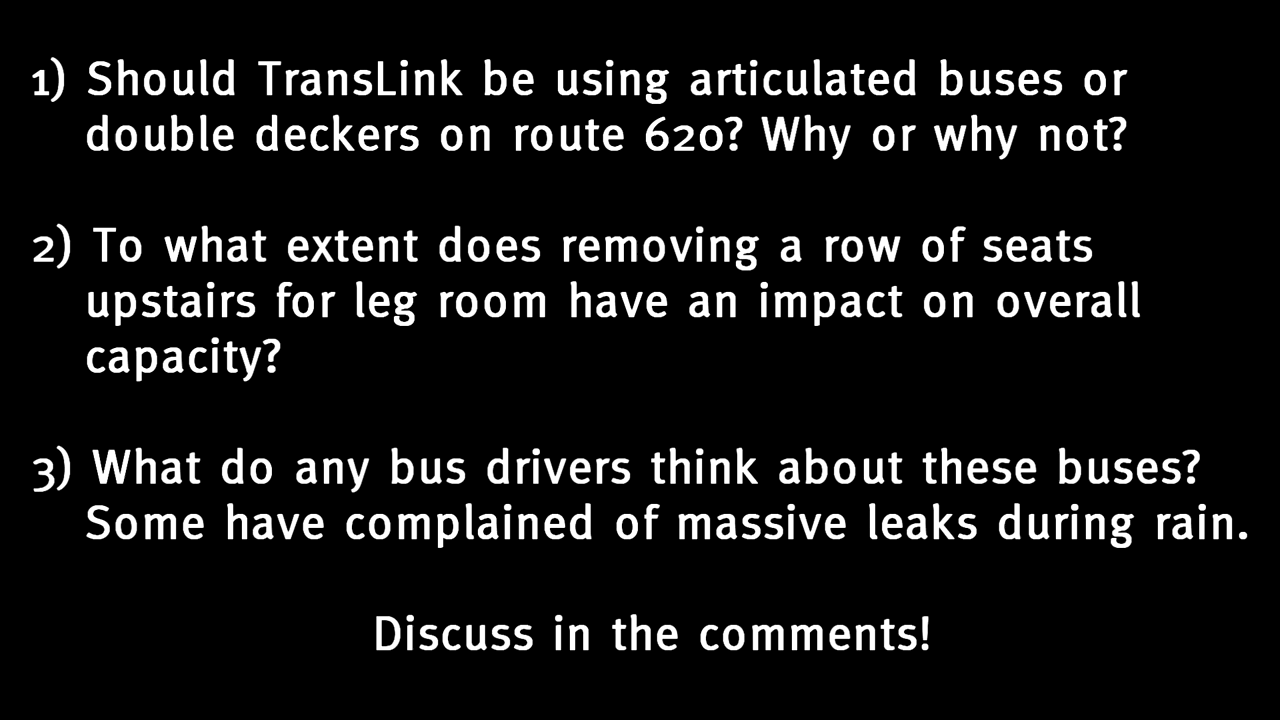 1) Should TransLink be using articulated buses or
double deckers on route 620? Why or why not?
2) To what extent does removing a row of seats
upstairs for leg room have an impact on overall
capacity?
3) What do any bus drivers think about these buses?
Some have complained of massive leaks during rain.
Discuss in the comments!